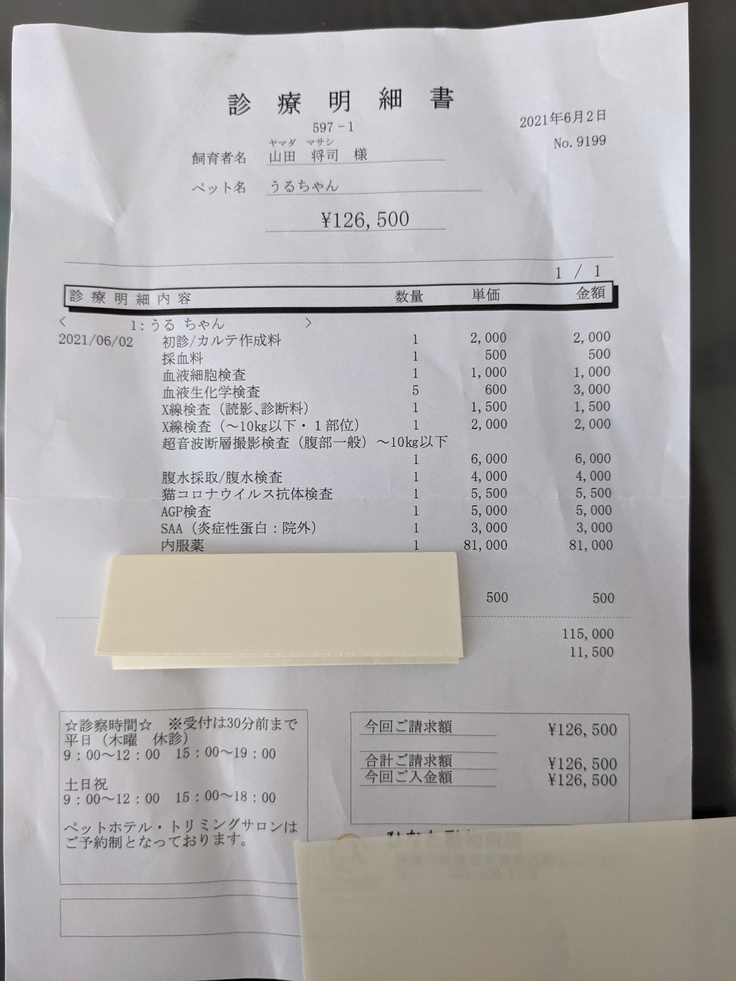 診療明細書
597-1
2021年6月2日
No.9199
ヤマダ マサシ
飼育者名 山田 将司 様
ペット名 うるちゃん
¥126,500
1 / 1
診療明細内容 数量 単価 金額
< 1:うる ちゃん >
2021/06/02 初診/カルテ作成料 1 2,000 2,000
採血料 1 500 500
血液細胞検査 1 1,000 1,000
血液生化学検査 5 600 3,000
X線検査(読影、診断料) 1 1,500 1,500
X線検査(~10kg以下・1部位) 1 2,000 2,000
超音波断層撮影検査(腹部一般)~10kg以下
1 6,000 6,000
腹水採取/腹水検査 1 4,000 4,000
猫コロナウイルス抗体検査 1 5,500 5,500
AGP検査 1 5,000 5,000
SAA(炎症性蛋白:院外) 1 3,000 3,000
内服薬 1 81,000 81,000
500 500
115,000
11,500
☆診察時間☆ ※受付は30分前まで
平日(木曜 休診)
9:00~12:00 15:00~19:00
土日祝
9:00~12:00 15:00~18:00
ペットホテル・トリミングサロンは
ご予約制となっております。
今回ご請求額 ¥126,500
合計ご請求額 ¥126,500
今回ご入金額 ¥126,500